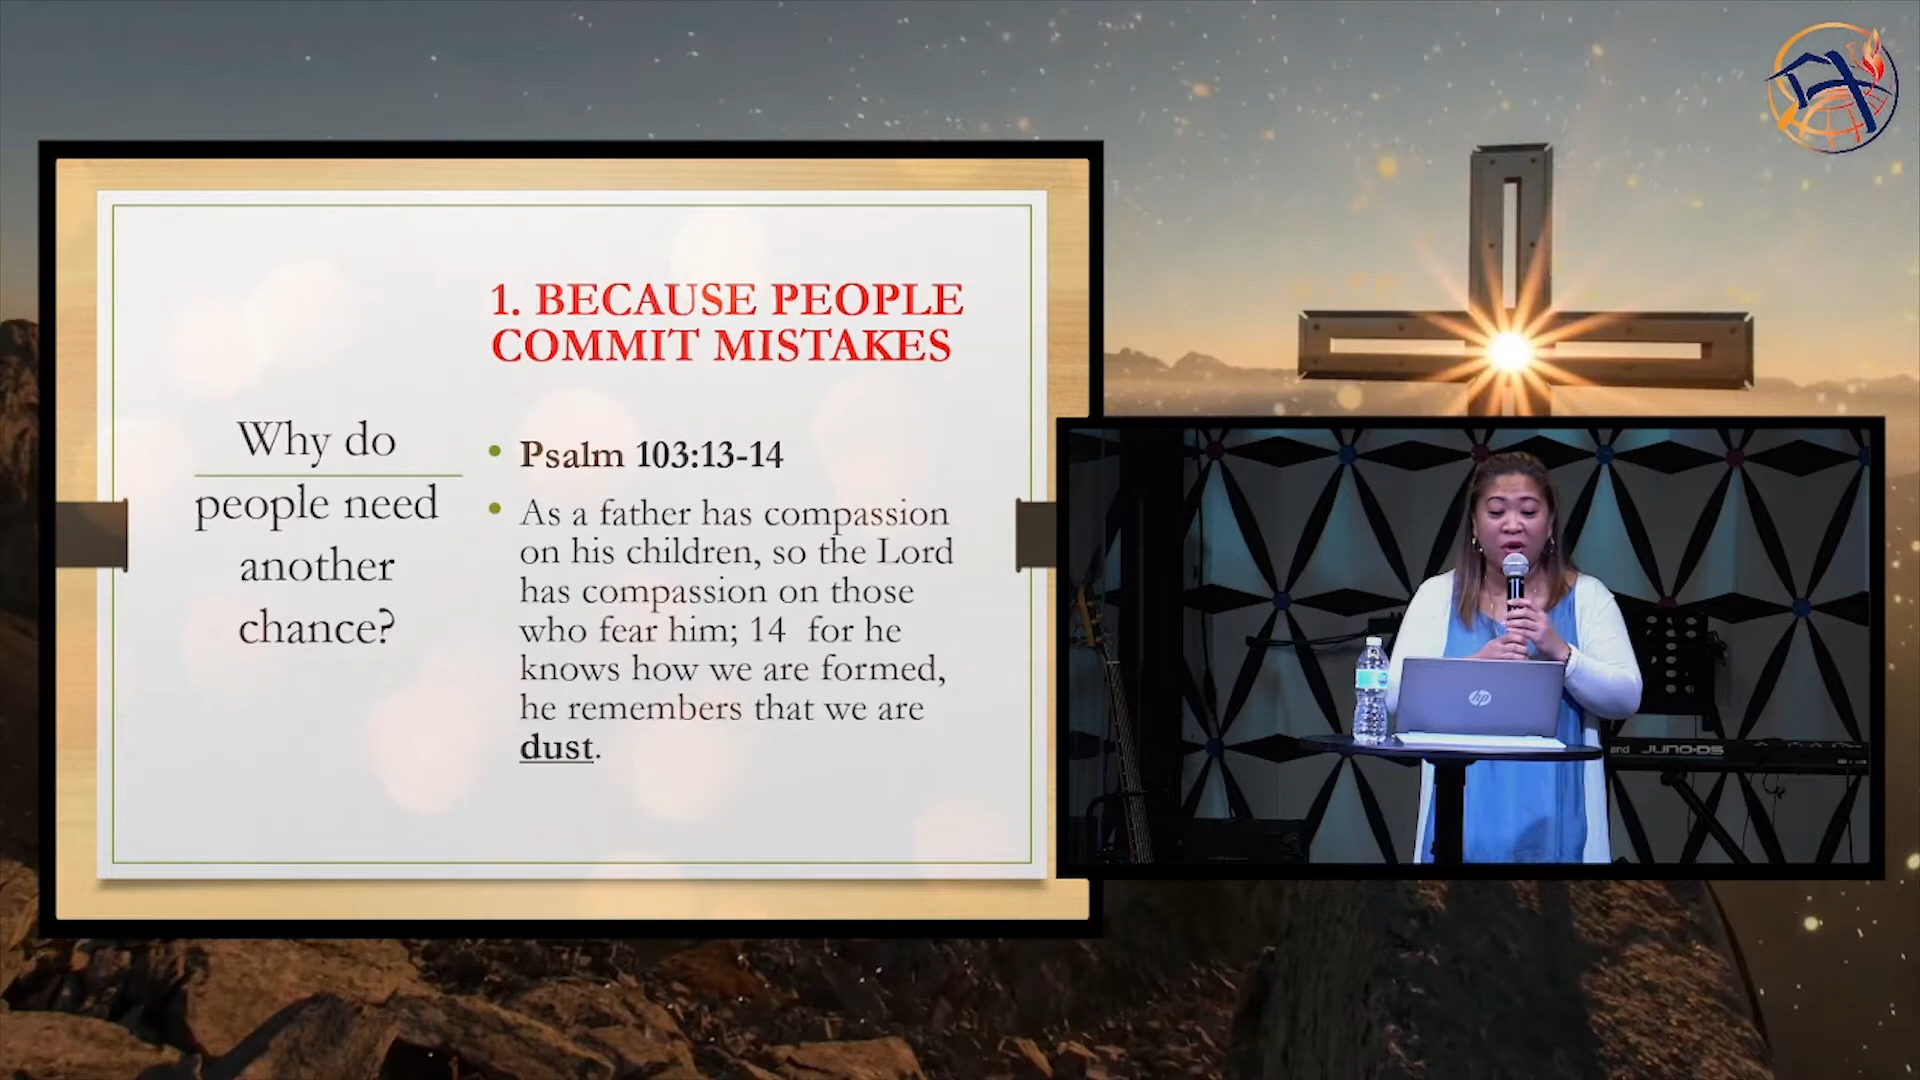 Why do
people need
another
chance?
1. BECAUSE PEOPLE
COMMIT MISTAKES
• Psalm 103:13-14
• As a father has compassion
on his children, so the Lord
has compassion on those
who fear him; 14 for he
knows how we are formed,
he remembers that we are
dust.
hp
and JUNO-DS